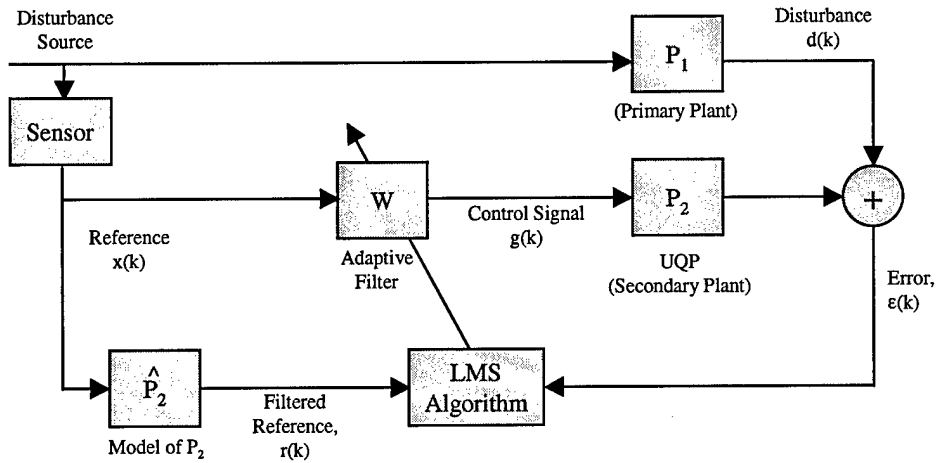 Disturbance
Source
Disturbance
d(k)
P1
(Primary Plant)
Sensor
W
Adaptive
Filter
Control Signal
g(k)
P2
UQP
(Secondary Plant)
+
Reference
x(k)
Error,
ε(k)
P̂2
Model of P2
Filtered
Reference,
r(k)
LMS
Algorithm